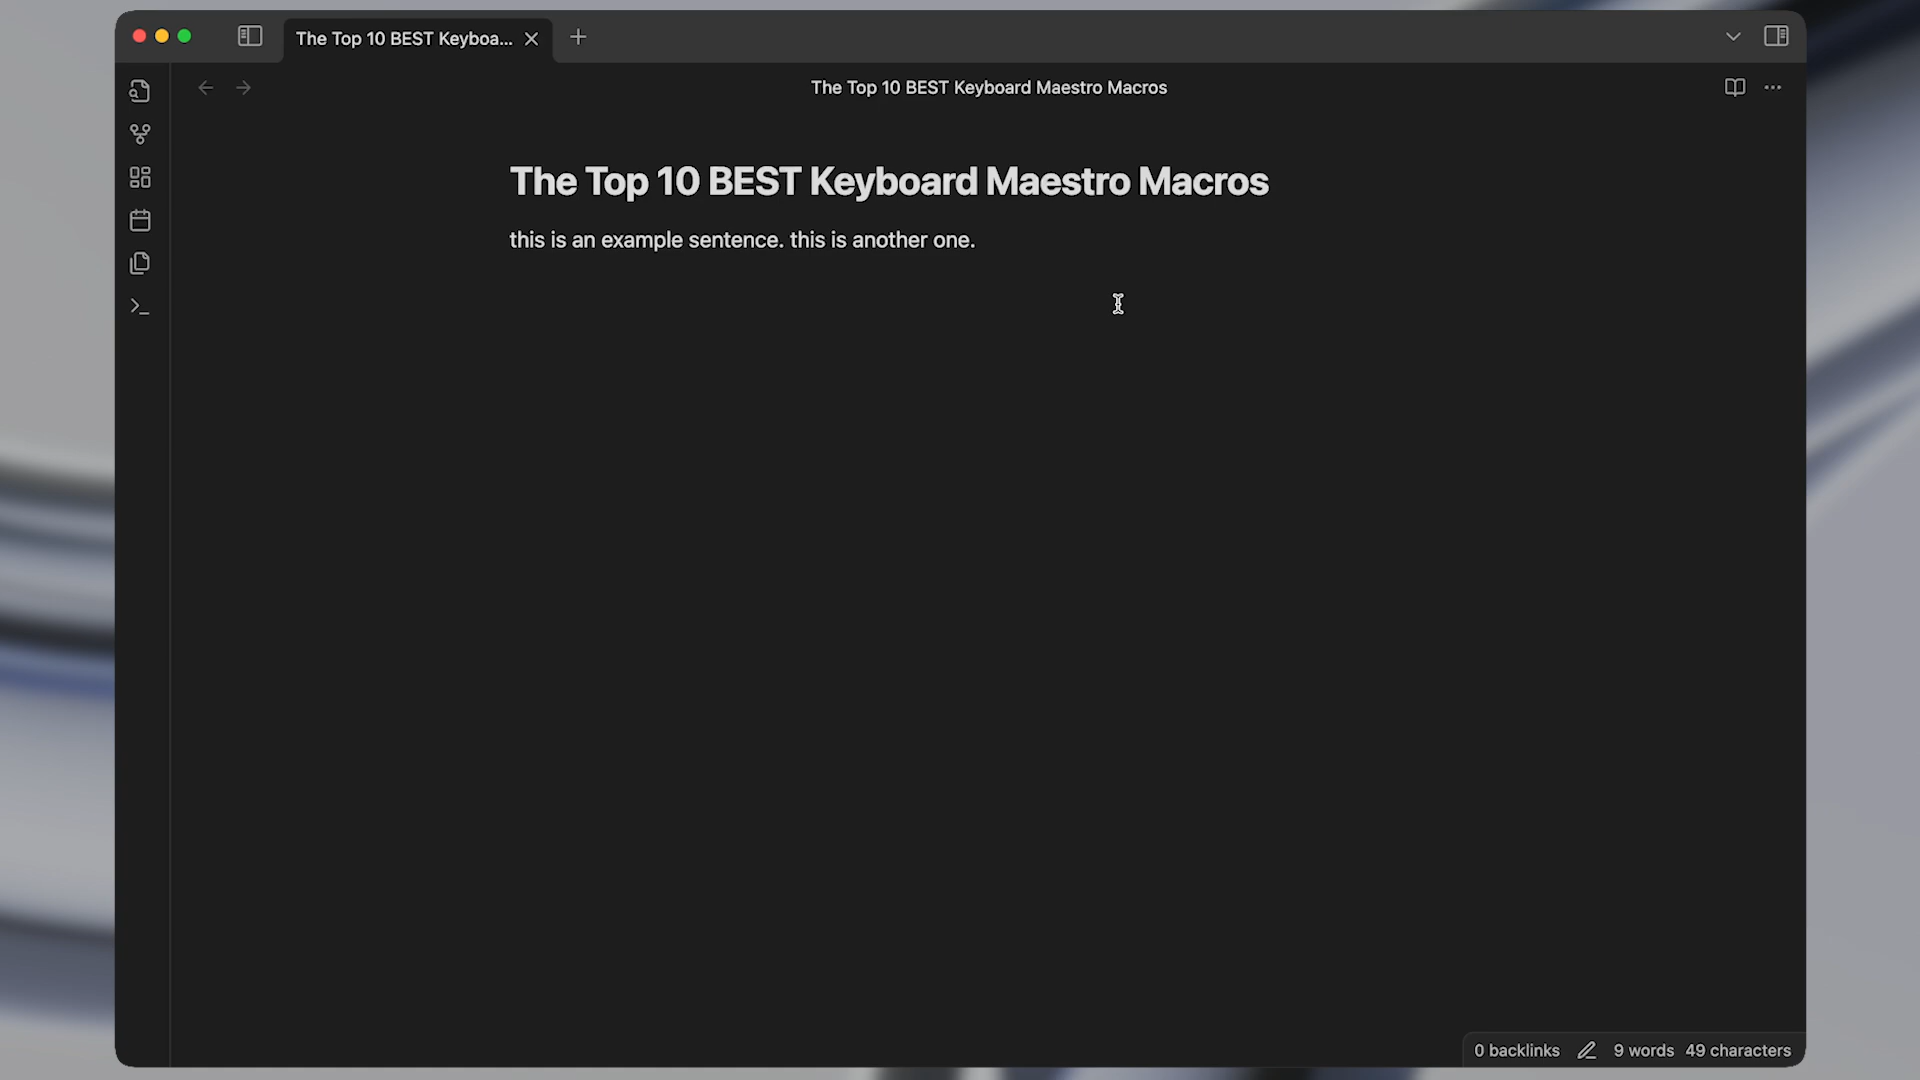 The Top 10 BEST Keyboa...
The Top 10 BEST Keyboard Maestro Macros
The Top 10 BEST Keyboard Maestro Macros
this is an example sentence. this is another one.
0 backlinks 9 words 49 characters